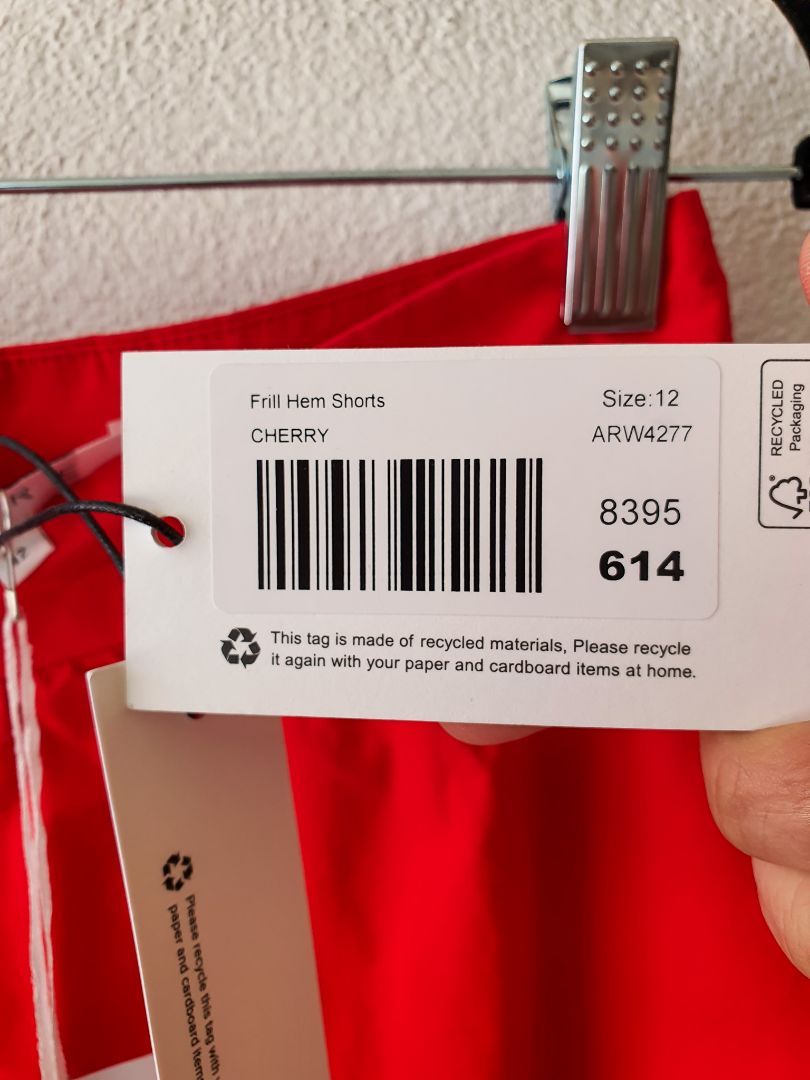 Frill Hem Shorts
Size:12
CHERRY
ARW4277
8395
614
This tag is made of recycled materials, Please recycle
it again with your paper and cardboard items at home.
RECYCLED
Packaging
Please recycle this tag with
paper and cardboard items